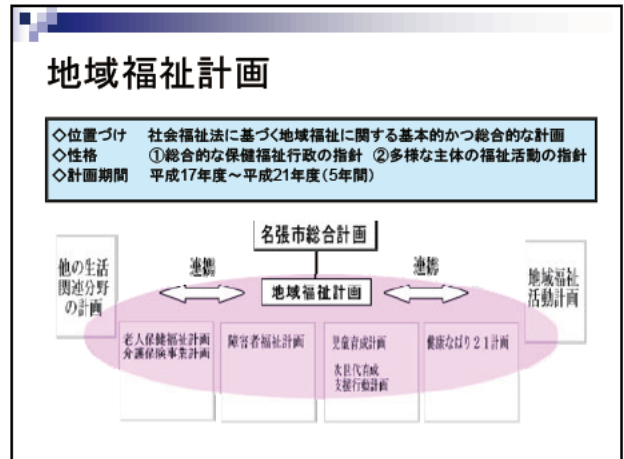 地域福祉計画
◇位置づけ 社会福祉法に基づく地域福祉に関する基本的かつ総合的な計画
◇性格 ①総合的な保健福祉行政の指針 ②多様な主体の福祉活動の指針
◇計画期間 平成17年度～平成21年度(5年間)
名張市総合計画
他の生活
関連分野
の計画
連携
地域福祉計画
連携
地域福祉
活動計画
老人保健福祉計画
介護保険事業計画
障害者福祉計画
児童育成計画
次世代育成
支援行動計画
健康なばり21計画